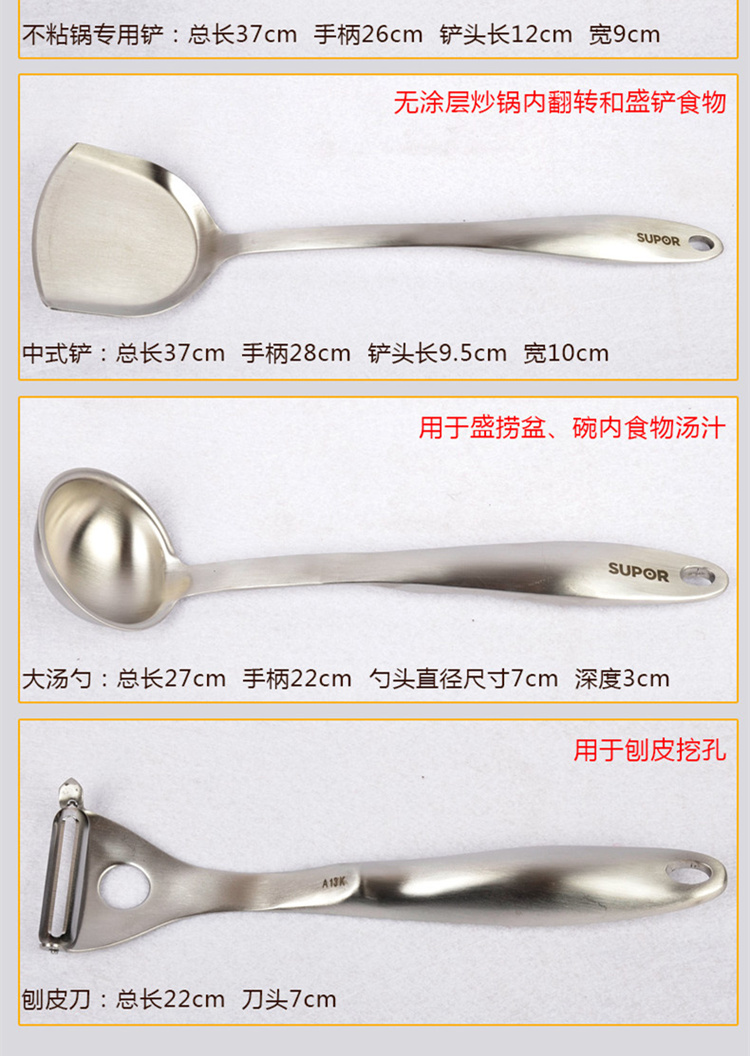 不粘锅专用铲：总长37cm 手柄26cm 铲头长12cm 宽9cm
无涂层炒锅内翻转和盛铲食物
SUPOR
中式铲：总长37cm 手柄28cm 铲头长9.5cm 宽10cm
用于盛捞盆、碗内食物汤汁
SUPOR
大汤勺：总长27cm 手柄22cm 勺头直径尺寸7cm 深度3cm
用于刨皮挖孔
A13K
刨皮刀：总长22cm 刀头7cm